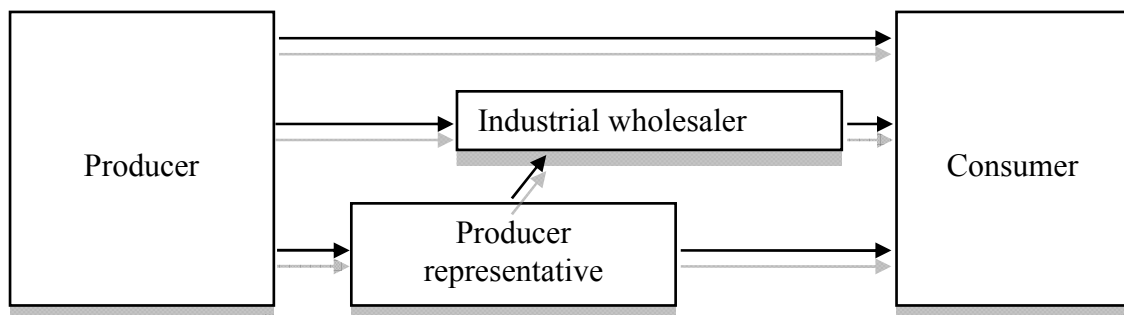 Producer
Industrial wholesaler
Consumer
Producer
representative